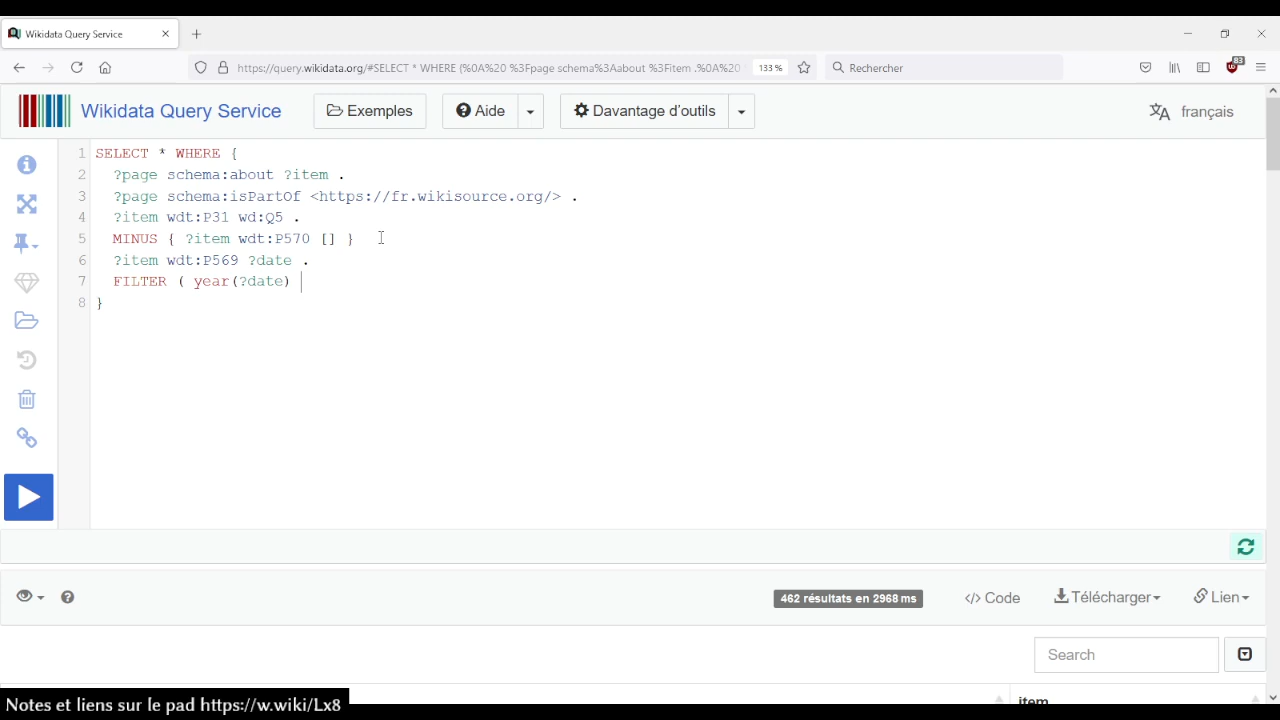 Wikidata Query Service
https://query.wikidata.org/#SELECT * WHERE {%0A%20 %3Fpage schema%3Aabout %3Fitem .%0A%20
133 %
Rechercher
83
Wikidata Query Service
Exemples
Aide
Davantage d'outils
français
1 SELECT * WHERE {
2 ?page schema:about ?item .
3 ?page schema:isPartOf <https://fr.wikisource.org/> .
4 ?item wdt:P31 wd:Q5 .
5 MINUS { ?item wdt:P570 [] }
6 ?item wdt:P569 ?date .
7 FILTER ( year(?date)
8 }
462 résultats en 2968 ms
</> Code
Télécharger
Lien
Search
item
Notes et liens sur le pad https://w.wiki/Lx8